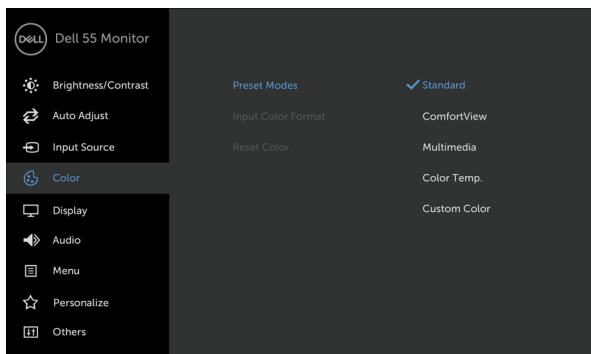 DELL Dell 55 Monitor
Brightness/Contrast
Auto Adjust
Input Source
Color
Display
Audio
Menu
Personalize
Others
Preset Modes
Input Color Format
Reset Color
Standard
ComfortView
Multimedia
Color Temp.
Custom Color